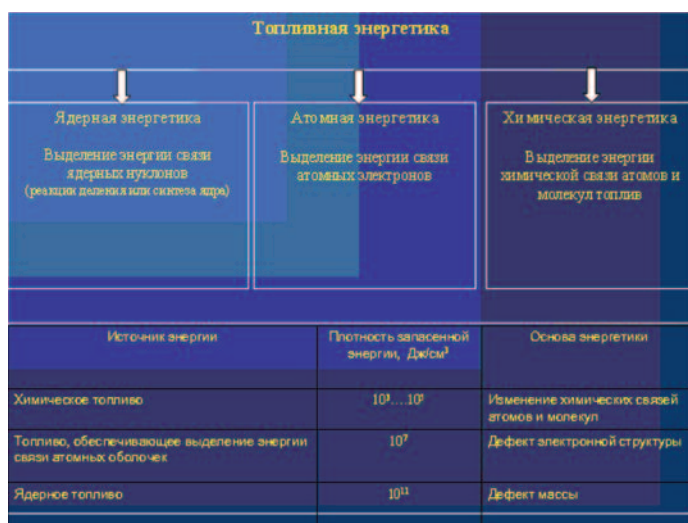 Топливная энергетика
Ядерная энергетика
Выделение энергии связи
ядерных нуклонов
(реакции деления или синтеза ядра)
Атомная энергетика
Выделение энергии связи
атомных электронов
Химическая энергетика
Выделение энергии
химической связи атомов и
молекул топлив
Источник энергии
Плотность запасенной
энергии, Дж/см³
Основа энергетики
Химическое топливо
10³....10⁵
Изменение химических связей
атомов и молекул
Топливо, обеспечивающее выделение энергии
связи атомных оболочек
10⁷
Дефект электронной структуры
Ядерное топливо
10¹¹
Дефект массы